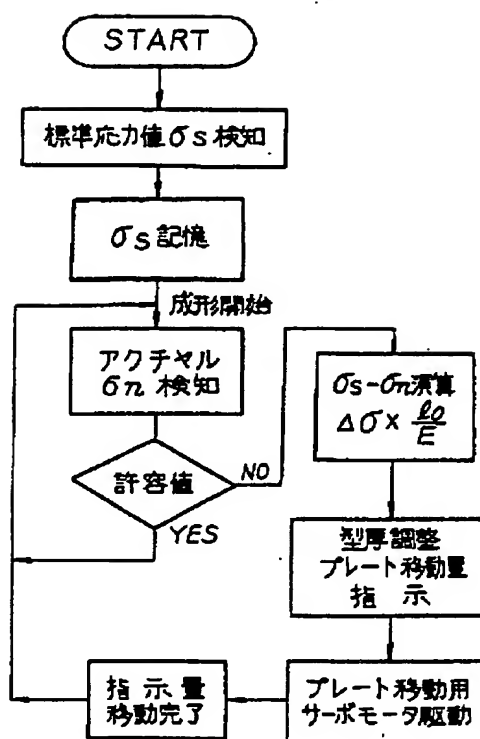 START
標準応力値σs検知
σs記憶
成形開始
アクチャル
σn検知
許容値
NO
YES
σs-σn演算
Δσ× ℓo/E
型厚調整
プレート移動量
指示
プレート移動用
サーボモータ駆動
指示量
移動完了